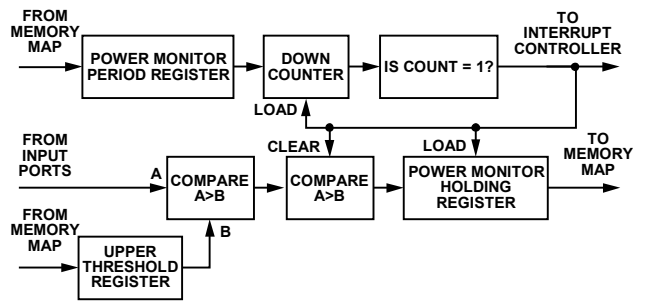 FROM
MEMORY
MAP
POWER MONITOR
PERIOD REGISTER
DOWN
COUNTER
IS COUNT = 1?
TO
INTERRUPT
CONTROLLER
LOAD
FROM
INPUT
PORTS
A
COMPARE
A>B
B
CLEAR
COMPARE
A>B
LOAD
POWER MONITOR
HOLDING
REGISTER
TO
MEMORY
MAP
FROM
MEMORY
MAP
UPPER
THRESHOLD
REGISTER